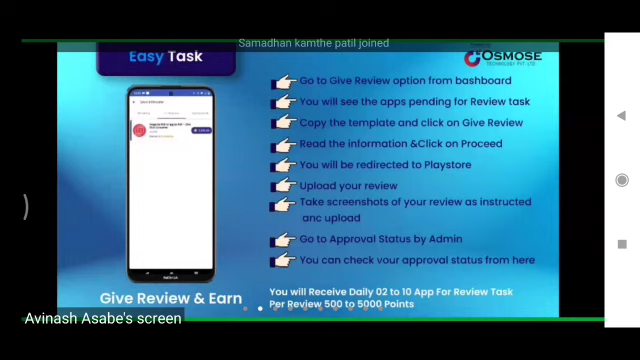 Samadhan kamthe patil joined
Easy Task
OSMOSE
TECHNOLOGY PVT. LTD
Go to Give Review option from bashboard
You will see the apps pending for Review task
Copy the template and click on Give Review
Read the information &Click on Proceed
You will be redirected to Playstore
Upload your review
Take screenshots of your review as instructed
anc upload
Go to Approval Status by Admin
You can check your approval status from here
NOKIA
Give Review & Earn
You will Receive Daily 02 to 10 App For Review Task
Per Review 500 to 5000 Points
Avinash Asabe's screen